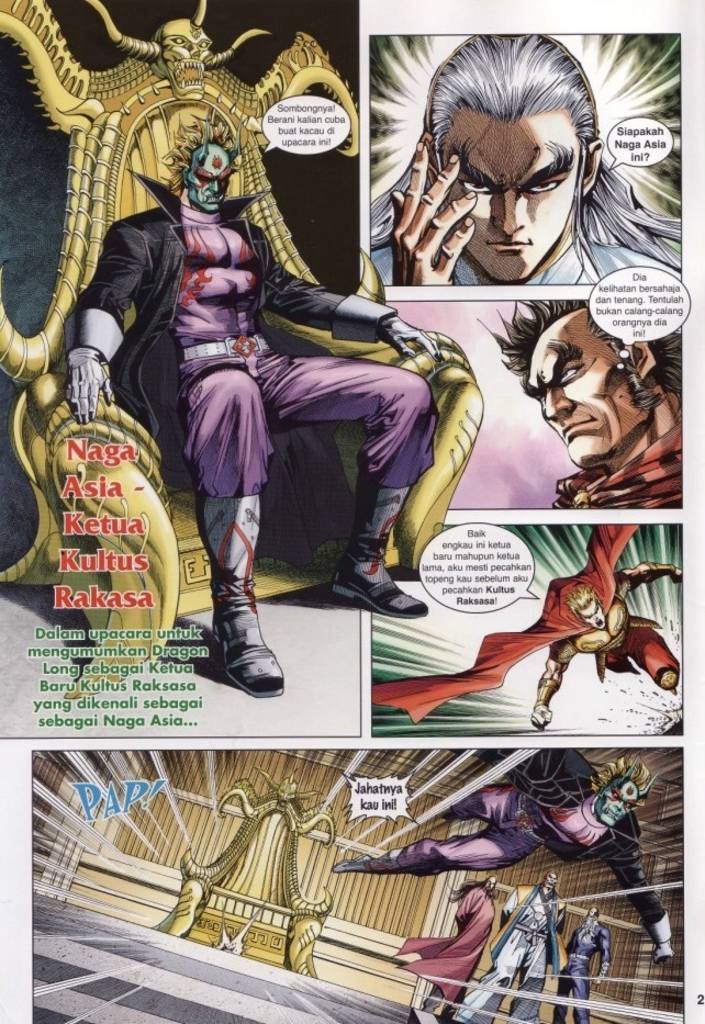 Sombongnya!
Berani kalian cuba
buat kacau di
upacara ini!
Siapakah
Naga Asia
ini?
Dia
kelihatan bersahaja
dan tenang. Tentulah
bukan calang-calang
orangnya dia
ini!
Naga
Asia -
Ketua
Kultus
Rakasa
Dalam upacara untuk
mengumumkan Dragon
Long sebagai Ketua
Baru Kultus Raksasa
yang dikenali sebagai
sebagai Naga Asia...
Baik
engkau ini ketua
baru mahupun ketua
lama, aku mesti pecahkan
topeng kau sebelum aku
pecahkan Kultus
Raksasa!
PAP!
Jahatnya
kau ini!
2